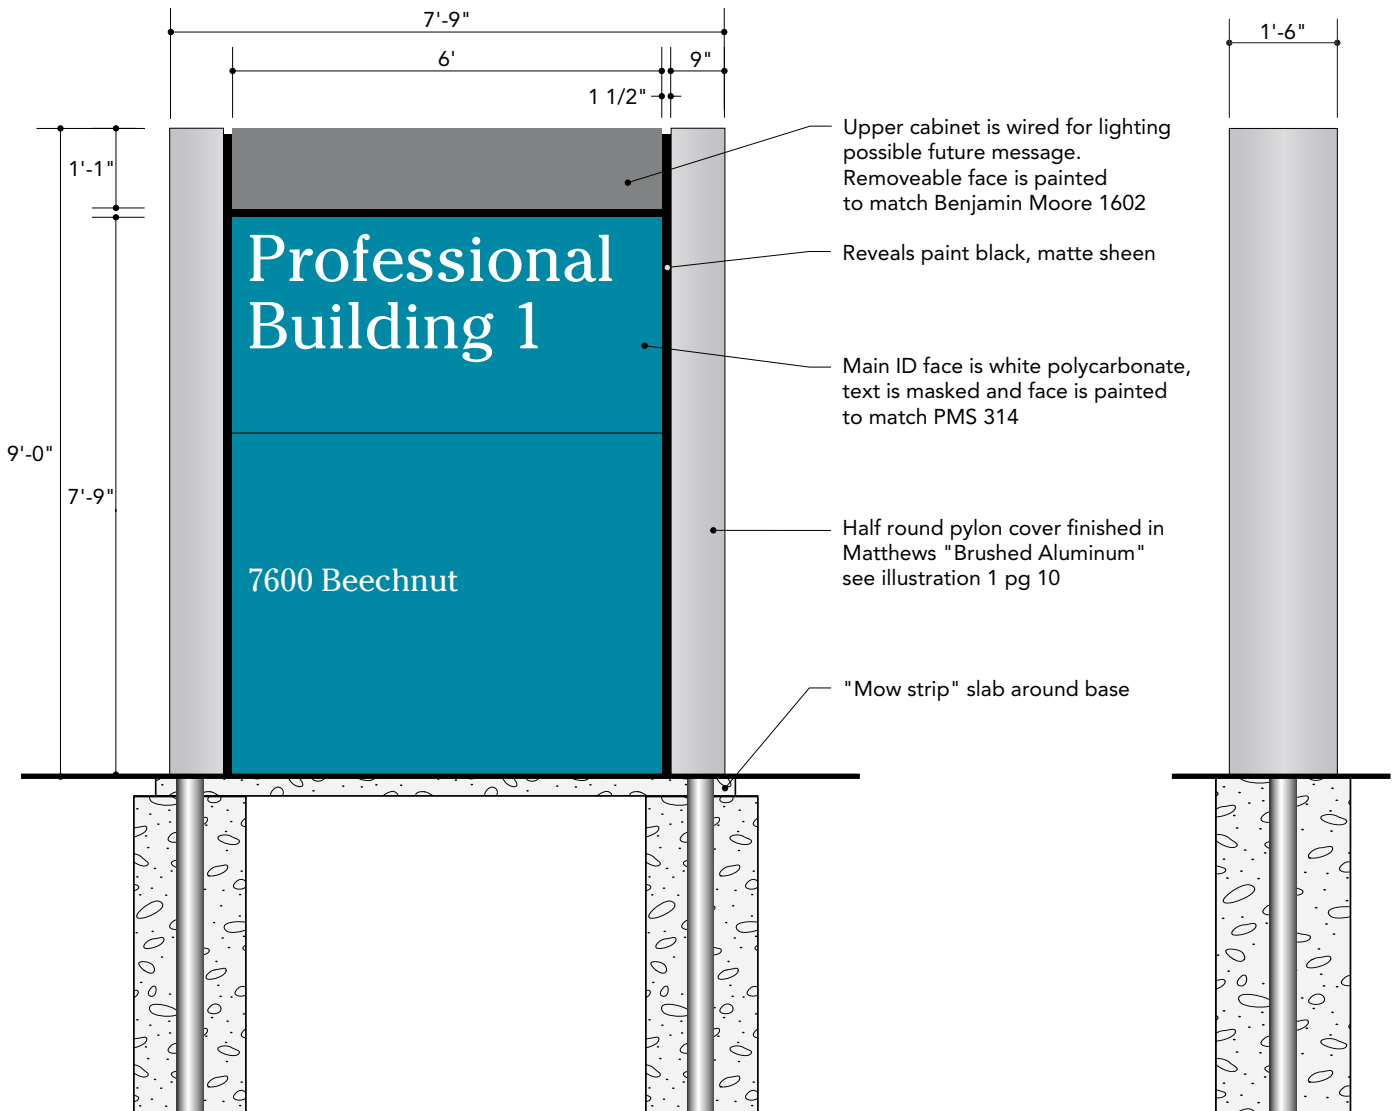 7'-9"
1'-6"
6'
9"
1 1/2"
1'-1"
9'-0"
7'-9"
Professional
Building 1
7600 Beechnut
Upper cabinet is wired for lighting
possible future message.
Removeable face is painted
to match Benjamin Moore 1602
Reveals paint black, matte sheen
Main ID face is white polycarbonate,
text is masked and face is painted
to match PMS 314
Half round pylon cover finished in
Matthews "Brushed Aluminum"
see illustration 1 pg 10
"Mow strip" slab around base